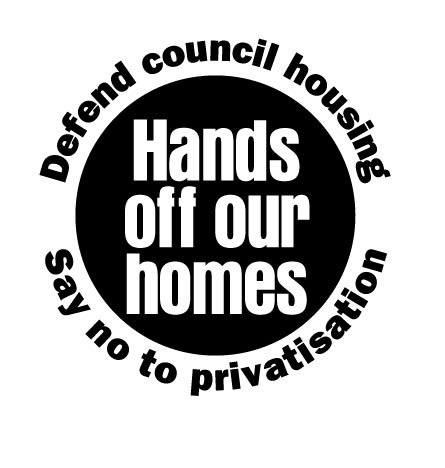 Defend council housing
Hands
off our
homes
Say no to privatisation